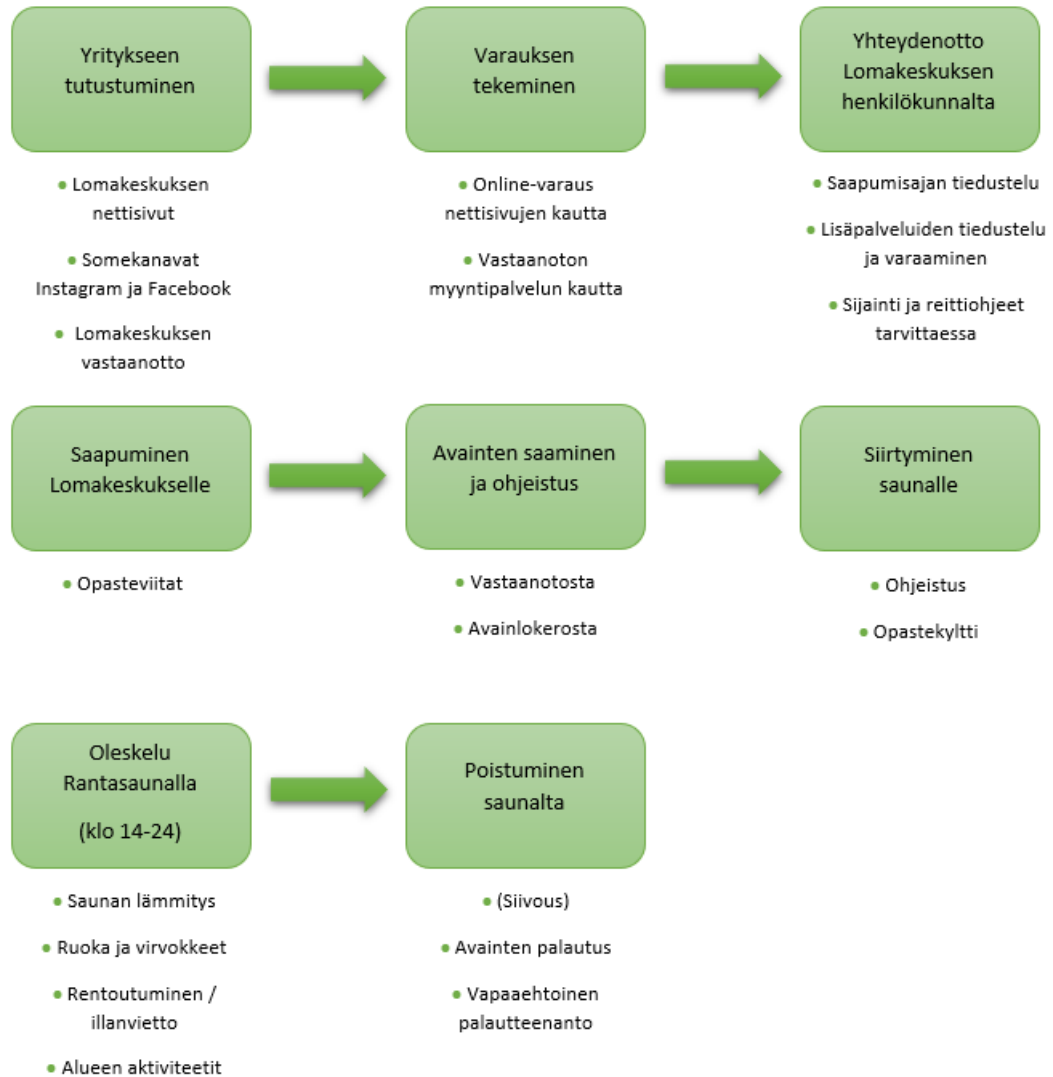 Yritykseen
tutustuminen
Varauksen
tekeminen
Yhteydenotto
Lomakeskuksen
henkilökunnalta
• Lomakeskuksen
nettisivut
• Somekanavat
Instagram ja Facebook
• Lomakeskuksen
vastaanotto
• Online-varaus
nettisivujen kautta
• Vastaanoton
myyntipalvelun kautta
• Saapumisajan tiedustelu
• Lisäpalveluiden tiedustelu
ja varaaminen
• Sijainti ja reittiohjeet
tarvittaessa
Saapuminen
Lomakeskukselle
Avainten saaminen
ja ohjeistus
Siirtyminen
saunalle
• Opasteviitat
• Vastaanotosta
• Avainlokerosta
• Ohjeistus
• Opastekyltti
Oleskelu
Rantasaunalla
(klo 14-24)
Poistuminen
saunalta
• Saunan lämmitys
• Ruoka ja virvokkeet
• Rentoutuminen /
illanvietto
• Alueen aktiviteetit
• (Siivous)
• Avainten palautus
• Vapaaehtoinen
palautteenanto